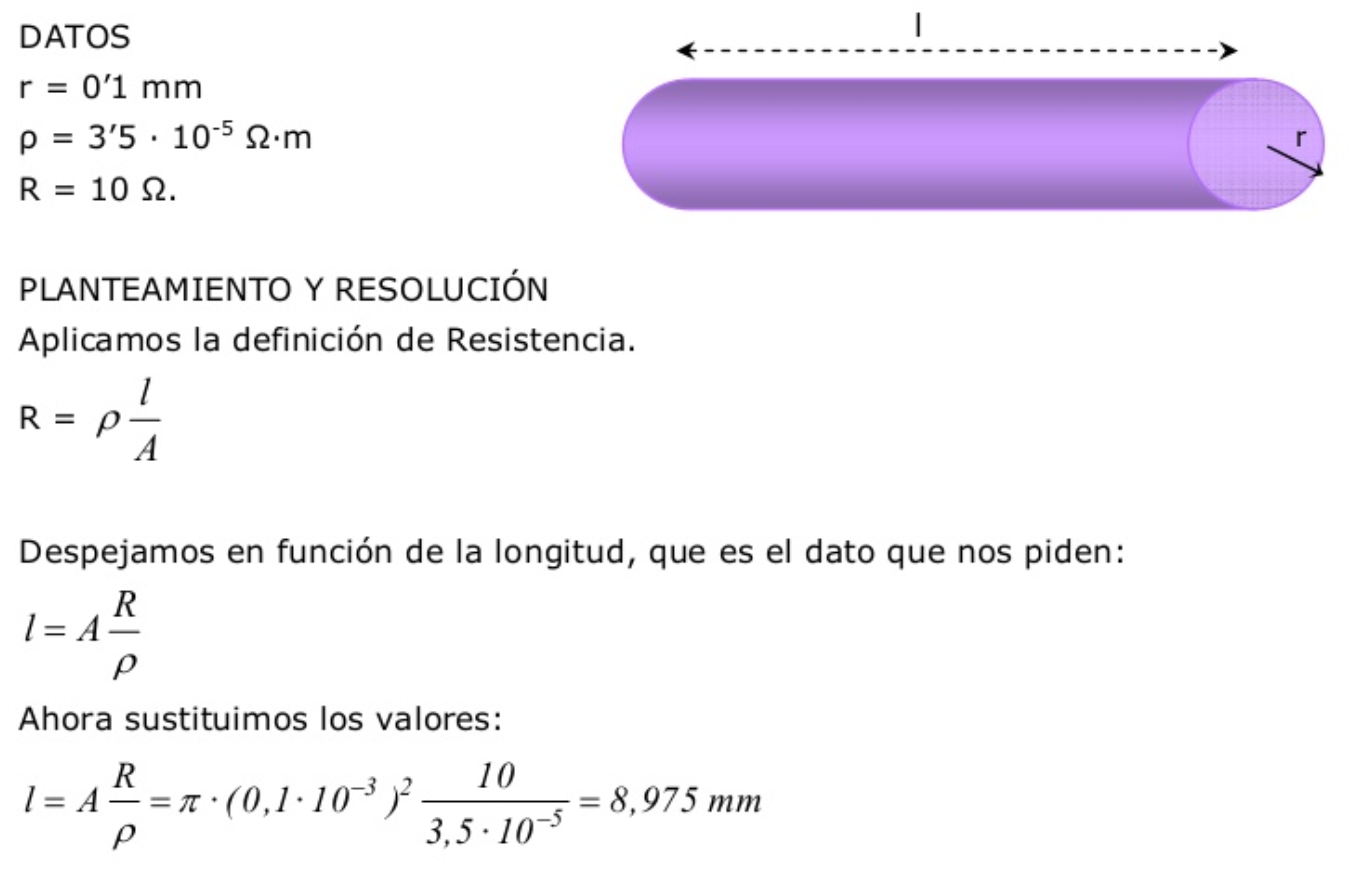 DATOS
l
r = 0’1 mm
ρ = 3’5 · 10⁻⁵ Ω·m
r
R = 10 Ω.
PLANTEAMIENTO Y RESOLUCIÓN
Aplicamos la definición de Resistencia.
R = ρ l/A
Despejamos en función de la longitud, que es el dato que nos piden:
l = A R/ρ
Ahora sustituimos los valores:
l = A R/ρ = π · (0,1 · 10⁻³ )² 10/(3,5 · 10⁻⁵) = 8,975 mm